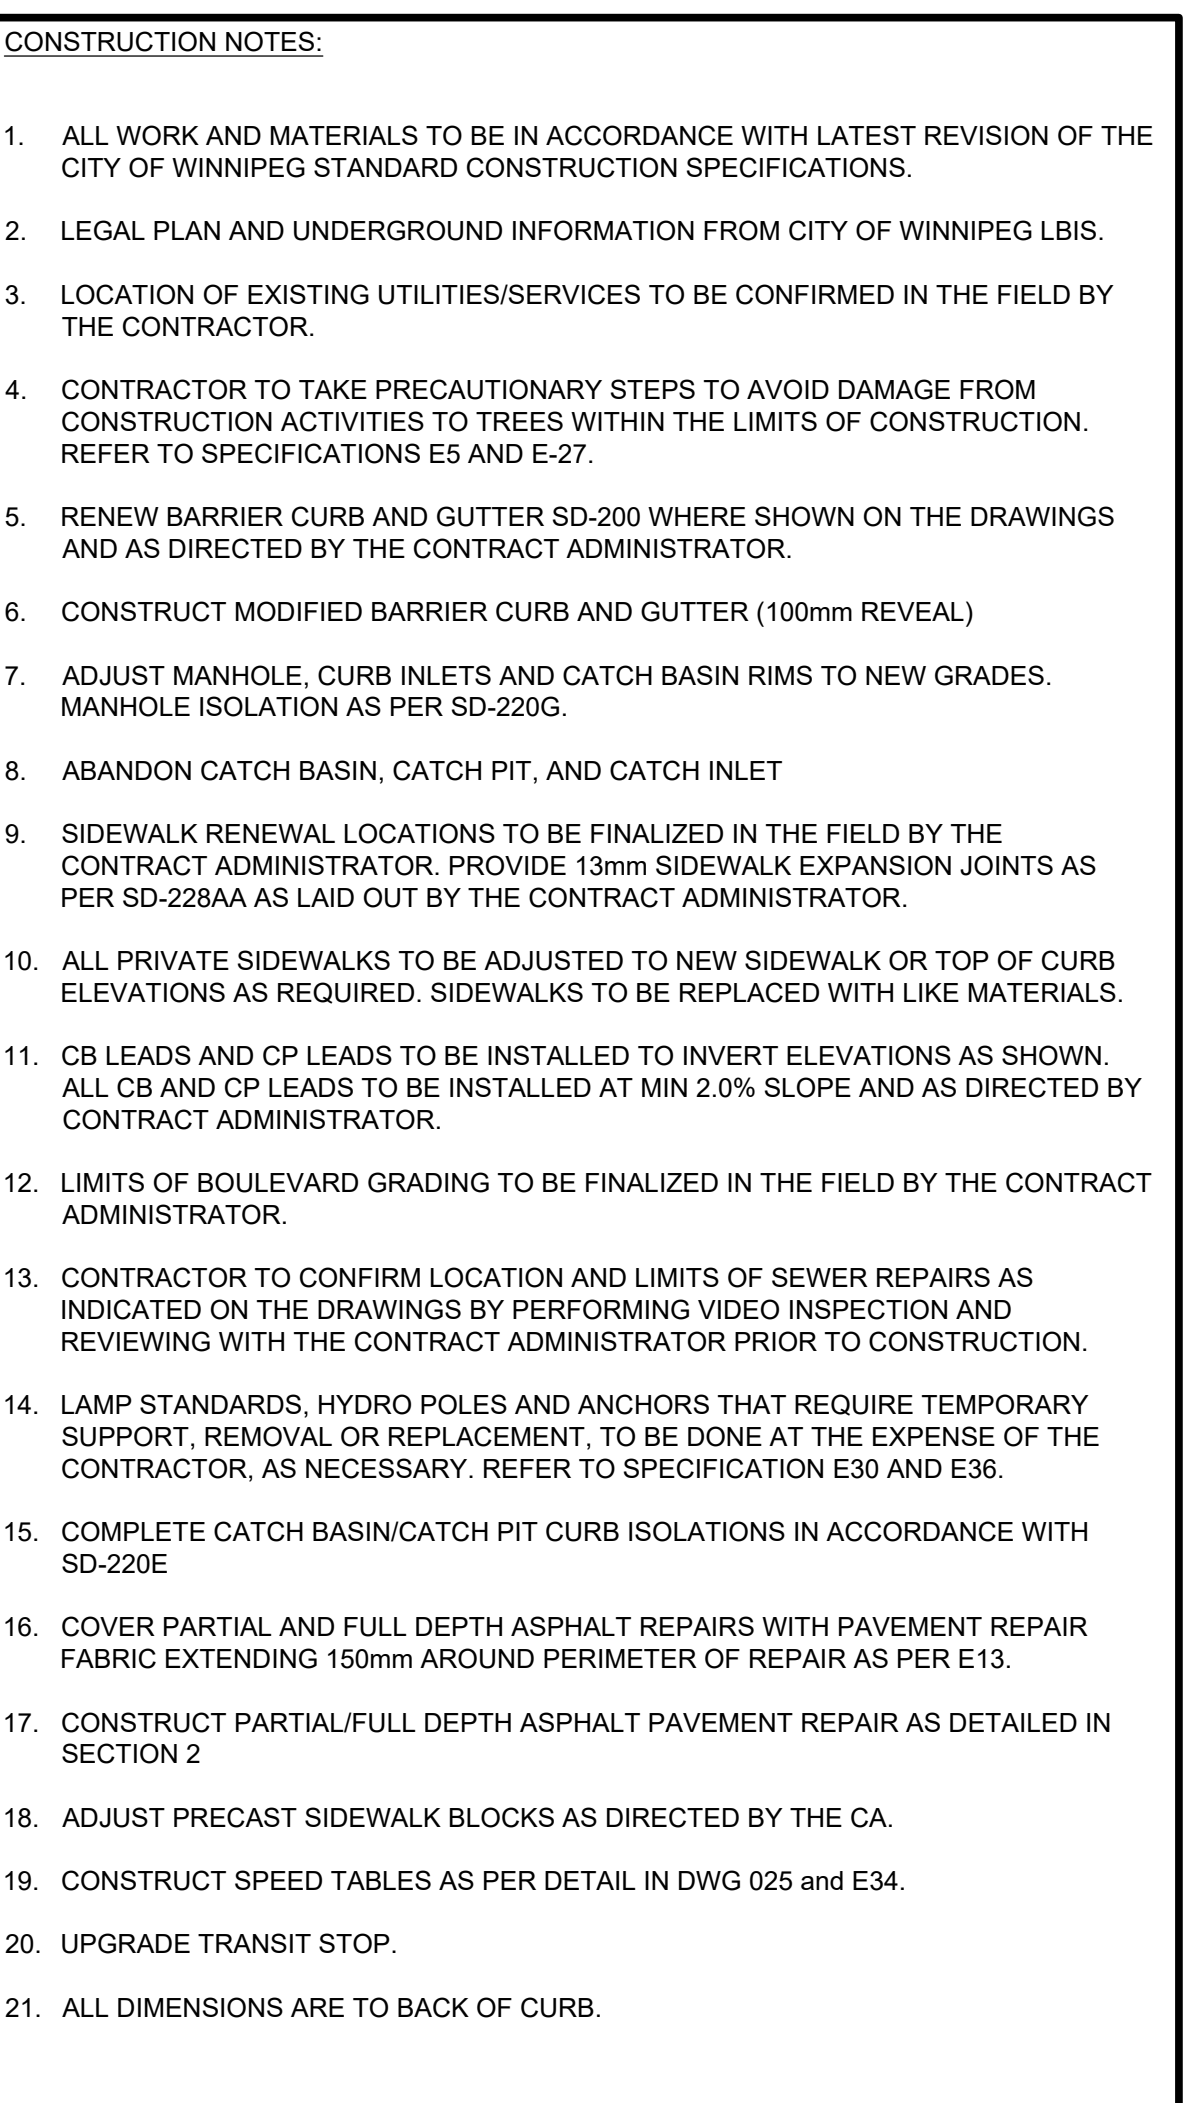 CONSTRUCTION NOTES:
1. ALL WORK AND MATERIALS TO BE IN ACCORDANCE WITH LATEST REVISION OF THE
CITY OF WINNIPEG STANDARD CONSTRUCTION SPECIFICATIONS.
2. LEGAL PLAN AND UNDERGROUND INFORMATION FROM CITY OF WINNIPEG LBIS.
3. LOCATION OF EXISTING UTILITIES/SERVICES TO BE CONFIRMED IN THE FIELD BY
THE CONTRACTOR.
4. CONTRACTOR TO TAKE PRECAUTIONARY STEPS TO AVOID DAMAGE FROM
CONSTRUCTION ACTIVITIES TO TREES WITHIN THE LIMITS OF CONSTRUCTION.
REFER TO SPECIFICATIONS E5 AND E-27.
5. RENEW BARRIER CURB AND GUTTER SD-200 WHERE SHOWN ON THE DRAWINGS
AND AS DIRECTED BY THE CONTRACT ADMINISTRATOR.
6. CONSTRUCT MODIFIED BARRIER CURB AND GUTTER (100mm REVEAL)
7. ADJUST MANHOLE, CURB INLETS AND CATCH BASIN RIMS TO NEW GRADES.
MANHOLE ISOLATION AS PER SD-220G.
8. ABANDON CATCH BASIN, CATCH PIT, AND CATCH INLET
9. SIDEWALK RENEWAL LOCATIONS TO BE FINALIZED IN THE FIELD BY THE
CONTRACT ADMINISTRATOR. PROVIDE 13mm SIDEWALK EXPANSION JOINTS AS
PER SD-228AA AS LAID OUT BY THE CONTRACT ADMINISTRATOR.
10. ALL PRIVATE SIDEWALKS TO BE ADJUSTED TO NEW SIDEWALK OR TOP OF CURB
ELEVATIONS AS REQUIRED. SIDEWALKS TO BE REPLACED WITH LIKE MATERIALS.
11. CB LEADS AND CP LEADS TO BE INSTALLED TO INVERT ELEVATIONS AS SHOWN.
ALL CB AND CP LEADS TO BE INSTALLED AT MIN 2.0% SLOPE AND AS DIRECTED BY
CONTRACT ADMINISTRATOR.
12. LIMITS OF BOULEVARD GRADING TO BE FINALIZED IN THE FIELD BY THE CONTRACT
ADMINISTRATOR.
13. CONTRACTOR TO CONFIRM LOCATION AND LIMITS OF SEWER REPAIRS AS
INDICATED ON THE DRAWINGS BY PERFORMING VIDEO INSPECTION AND
REVIEWING WITH THE CONTRACT ADMINISTRATOR PRIOR TO CONSTRUCTION.
14. LAMP STANDARDS, HYDRO POLES AND ANCHORS THAT REQUIRE TEMPORARY
SUPPORT, REMOVAL OR REPLACEMENT, TO BE DONE AT THE EXPENSE OF THE
CONTRACTOR, AS NECESSARY. REFER TO SPECIFICATION E30 AND E36.
15. COMPLETE CATCH BASIN/CATCH PIT CURB ISOLATIONS IN ACCORDANCE WITH
SD-220E
16. COVER PARTIAL AND FULL DEPTH ASPHALT REPAIRS WITH PAVEMENT REPAIR
FABRIC EXTENDING 150mm AROUND PERIMETER OF REPAIR AS PER E13.
17. CONSTRUCT PARTIAL/FULL DEPTH ASPHALT PAVEMENT REPAIR AS DETAILED IN
SECTION 2
18. ADJUST PRECAST SIDEWALK BLOCKS AS DIRECTED BY THE CA.
19. CONSTRUCT SPEED TABLES AS PER DETAIL IN DWG 025 and E34.
20. UPGRADE TRANSIT STOP.
21. ALL DIMENSIONS ARE TO BACK OF CURB.